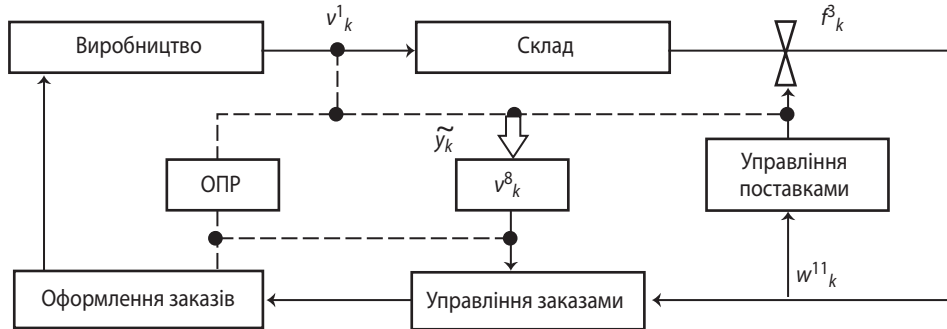 v¹ₖ
f³ₖ
Виробництво
Склад
ỹₖ
ОПР
v⁸ₖ
Управління
поставками
w¹¹ₖ
Оформлення заказів
Управління заказами